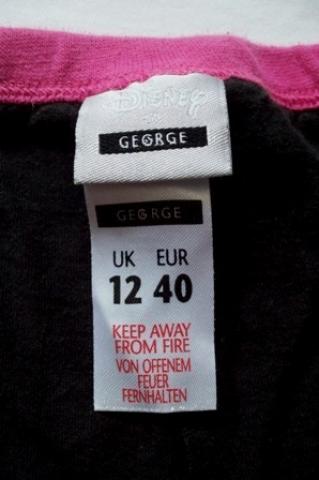 DISNEY
GEORGE
GEORGE
UK EUR
12 40
KEEP AWAY
FROM FIRE
VON OFFENEM
FEUER
FERNHALTEN